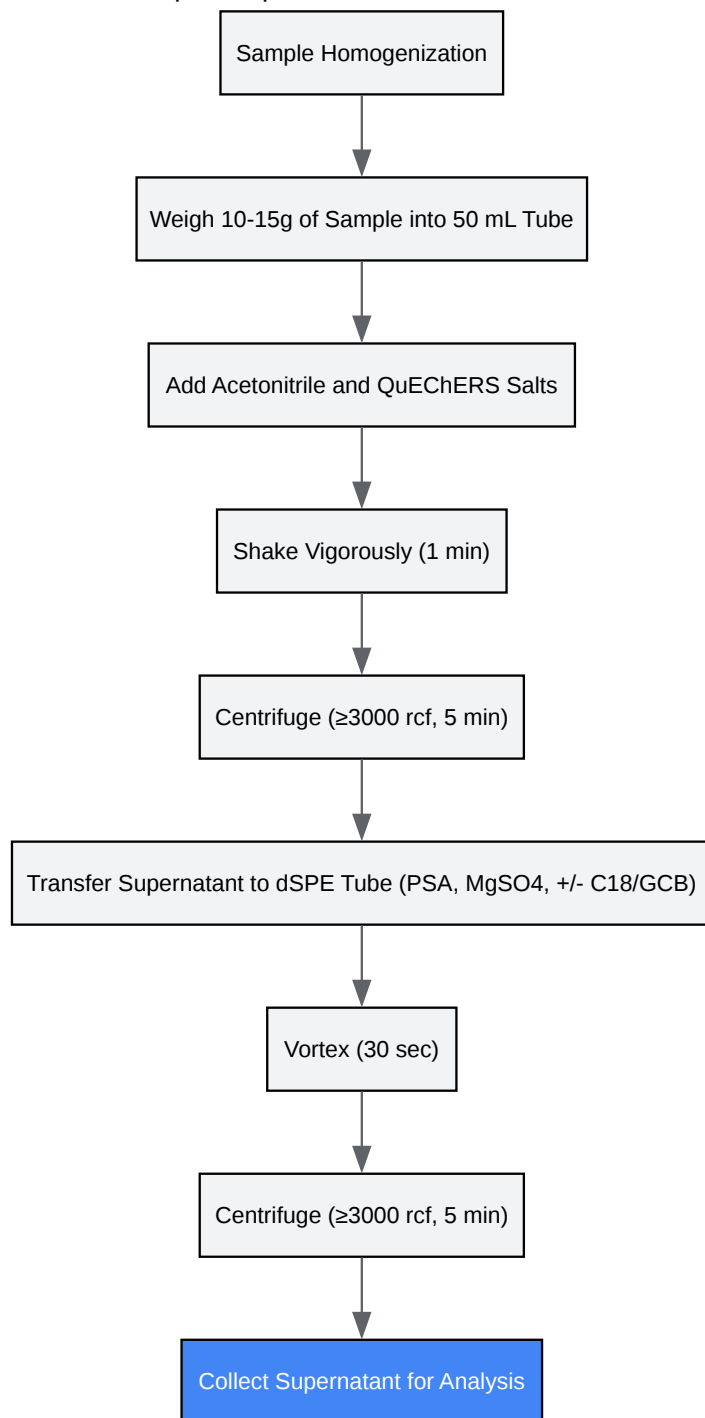 Sample Homogenization
Weigh 10-15g of Sample into 50 mL Tube
Add Acetonitrile and QuEChERS Salts
Shake Vigorously (1 min)
Centrifuge (≥3000 rcf, 5 min)
Transfer Supernatant to dSPE Tube (PSA, MgSO4, +/- C18/GCB)
Vortex (30 sec)
Centrifuge (≥3000 rcf, 5 min)
Collect Supernatant for Analysis